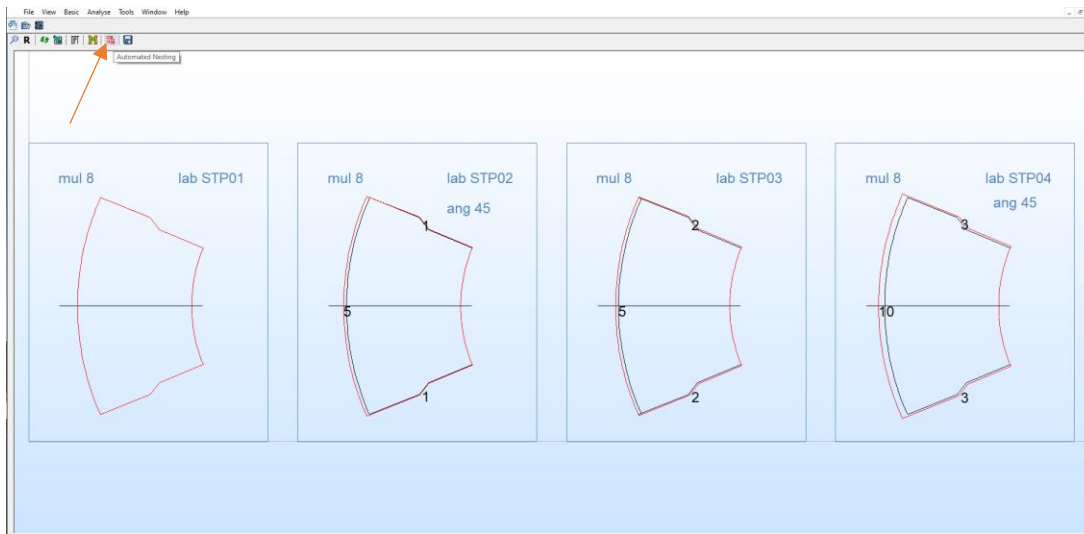 File View Basic Analyse Tools Window Help
R
Automated Nesting
mul 8 lab STP01
mul 8 lab STP02
ang 45
1
5
1
mul 8 lab STP03
2
5
2
mul 8 lab STP04
ang 45
3
10
3